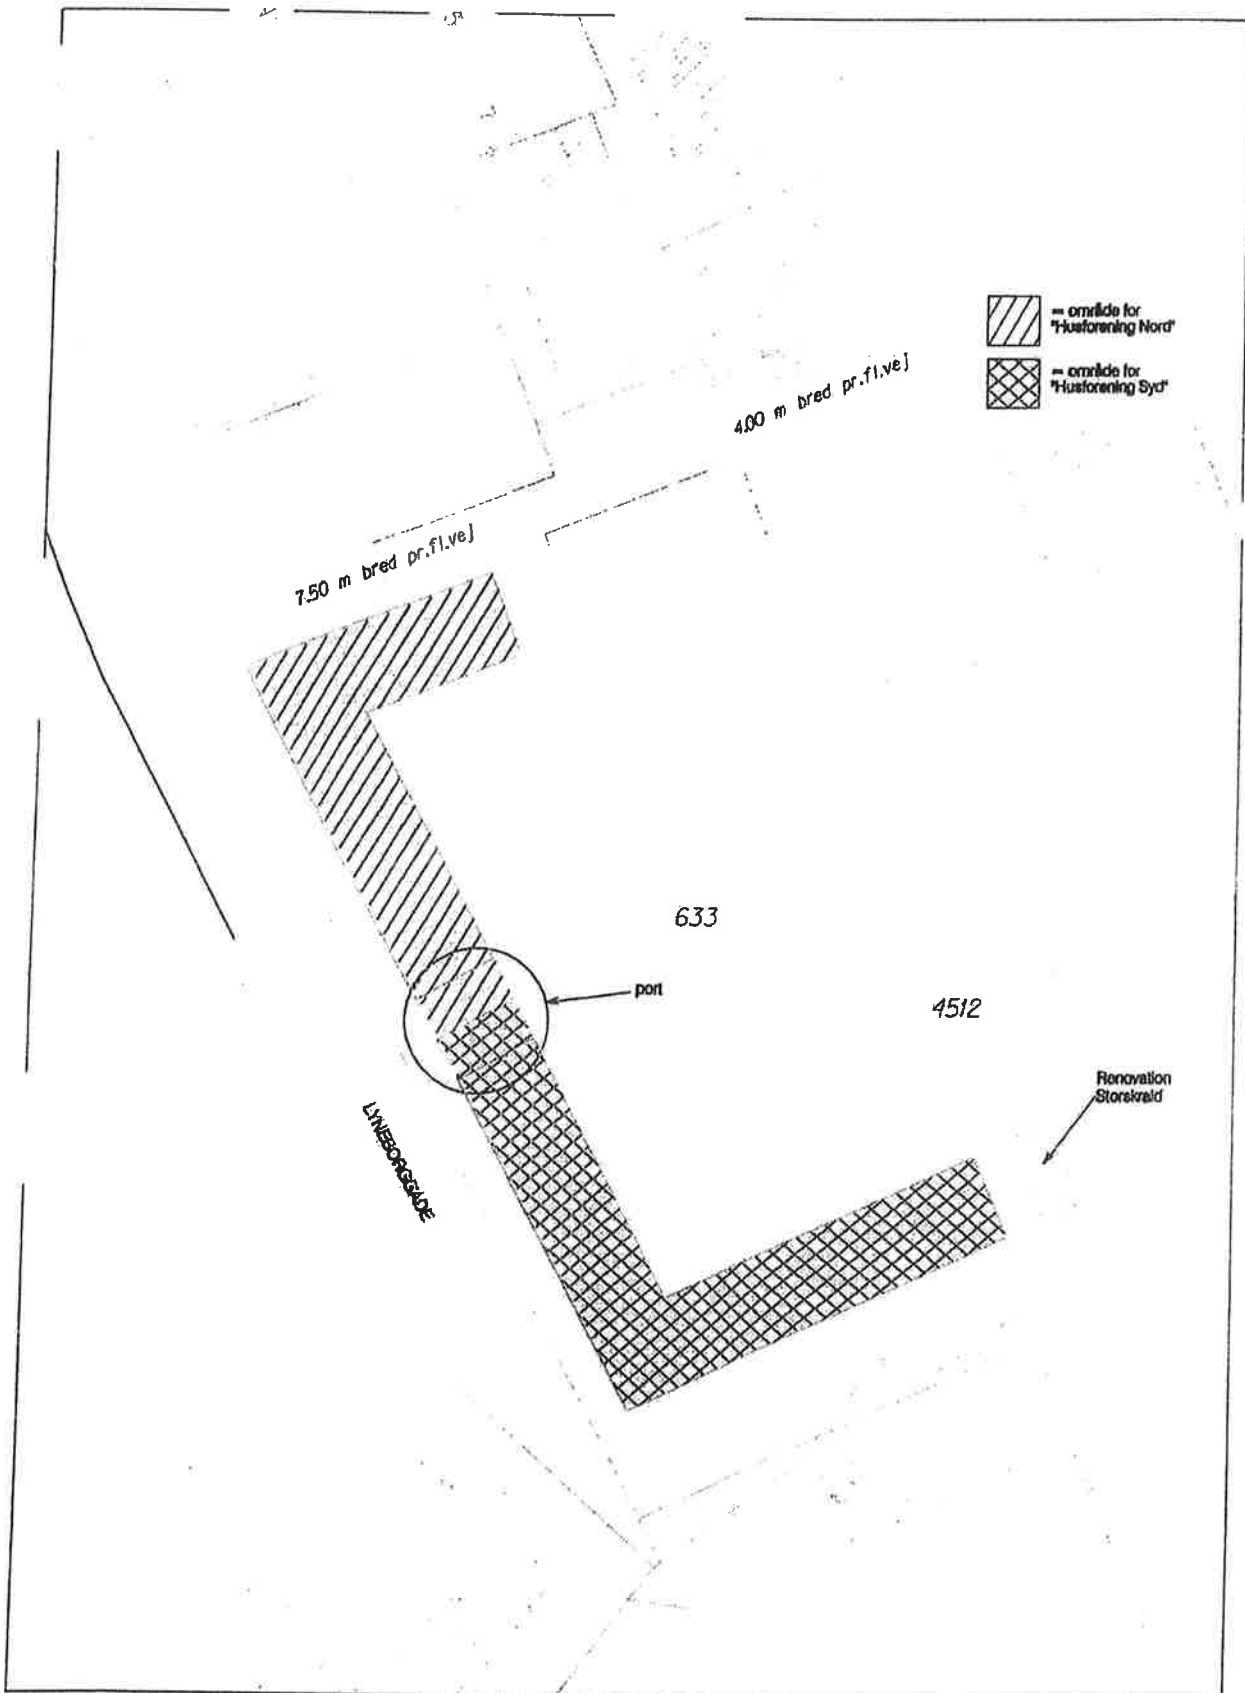 = område for
"Husforening Nord"
= område for
"Husforening Syd"
4.00 m bred pr.fl.vej
7.50 m bred pr.fl.vej
633
port
4512
Renovation
Storskrald
LYNEBORGGADE